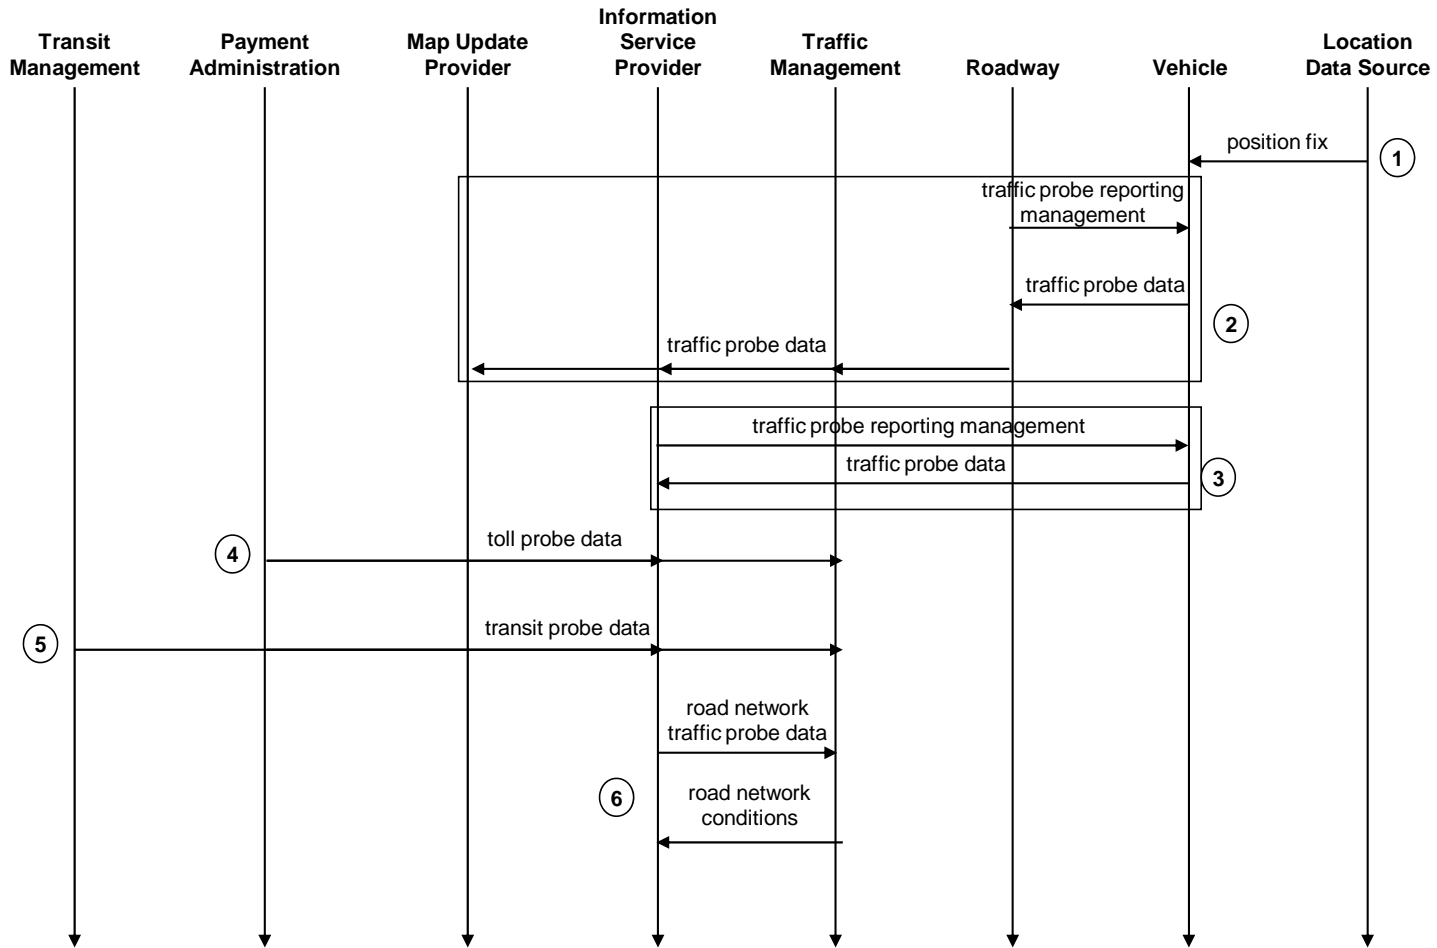 Transit
Management
Payment
Administration
Map Update
Provider
Information
Service
Provider
Traffic
Management
Roadway
Vehicle
Location
Data Source
position fix
1
traffic probe reporting
management
traffic probe data
2
traffic probe data
traffic probe reporting management
traffic probe data
3
toll probe data
4
transit probe data
5
road network
traffic probe data
6
road network
conditions